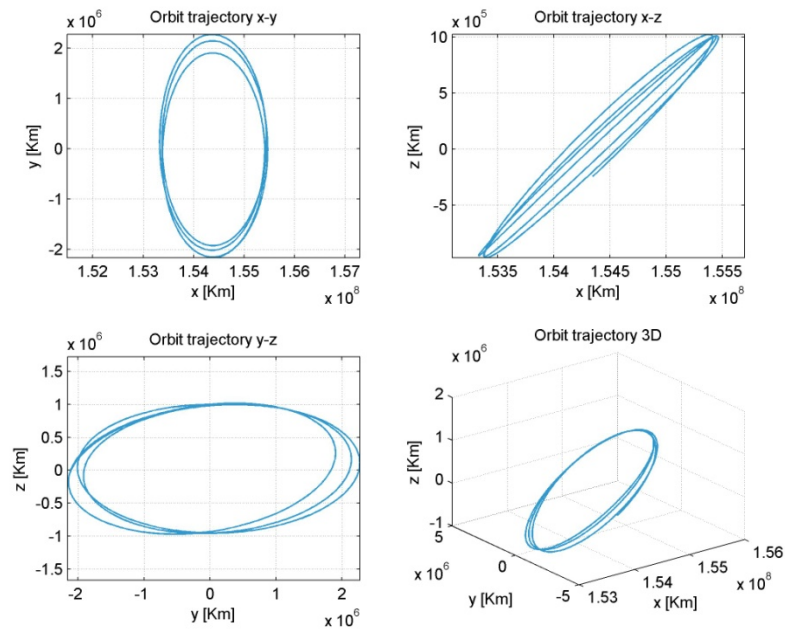 Orbit trajectory x-y
x 10^6
2
1
0
-1
-2
y [Km]
1.52 1.53 1.54 1.55 1.56 1.57
x [Km]
x 10^8
Orbit trajectory x-z
x 10^5
10
5
0
-5
z [Km]
1.535 1.54 1.545 1.55 1.555
x [Km]
x 10^8
Orbit trajectory y-z
x 10^6
1.5
1
0.5
0
-0.5
-1
-1.5
z [Km]
-2 -1 0 1 2
y [Km]
x 10^6
Orbit trajectory 3D
x 10^6
2
1
0
-1
z [Km]
5
0
-5
x 10^6
y [Km]
1.53 1.54 1.55 1.56
x 10^8
x [Km]